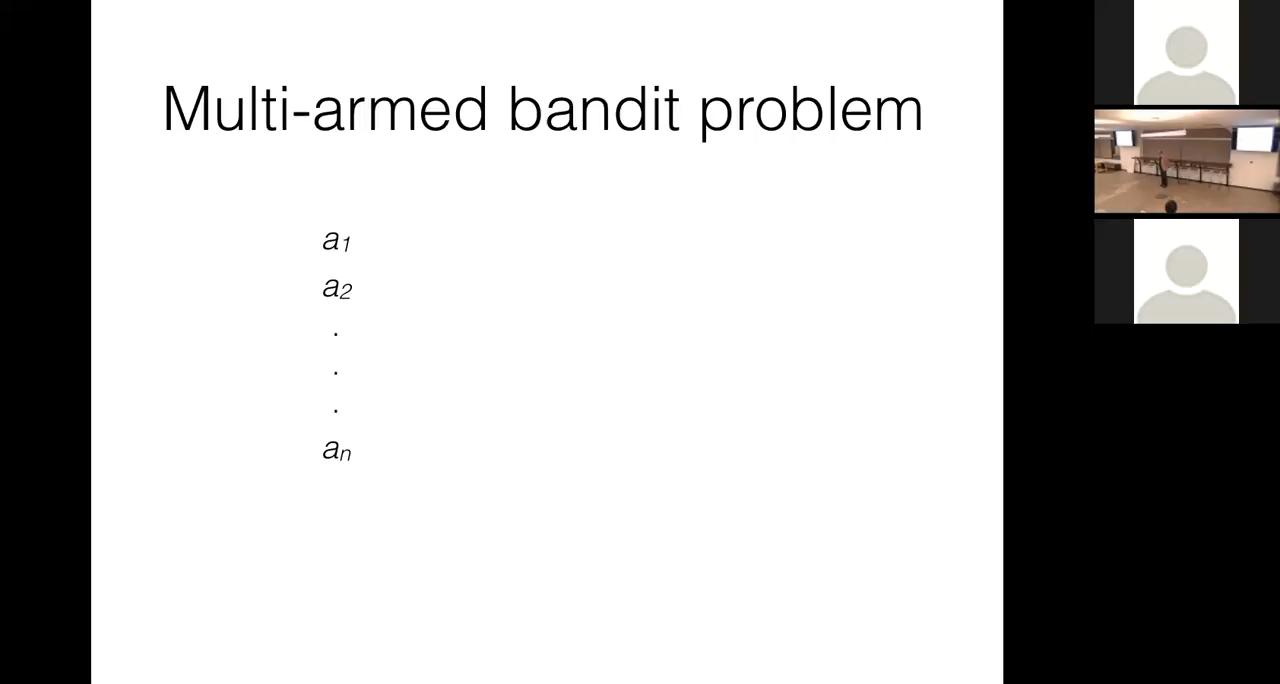 Multi-armed bandit problem
a1
a2
.
.
.
an